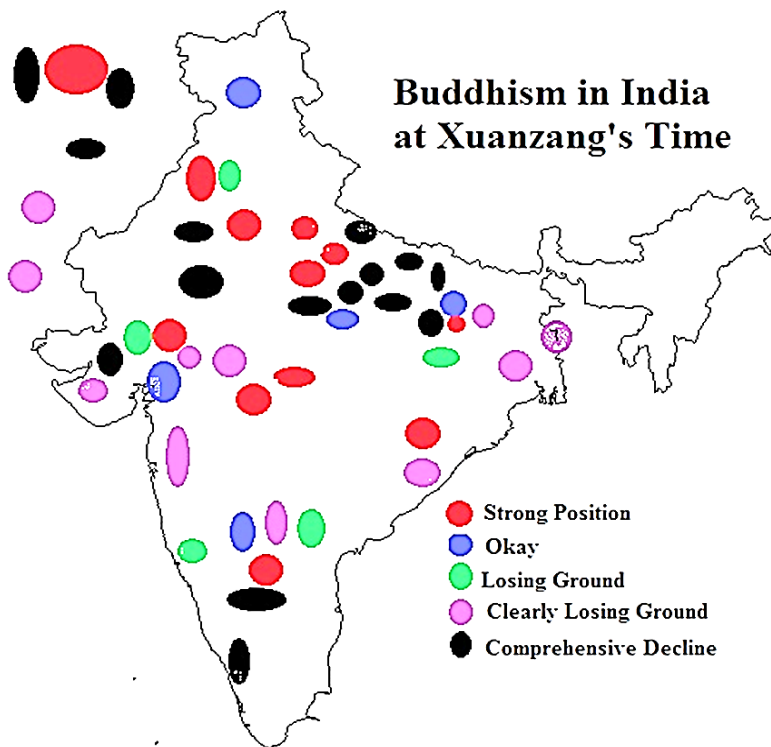 Buddhism in India
at Xuanzang's Time
Strong Position
Okay
Losing Ground
Clearly Losing Ground
Comprehensive Decline